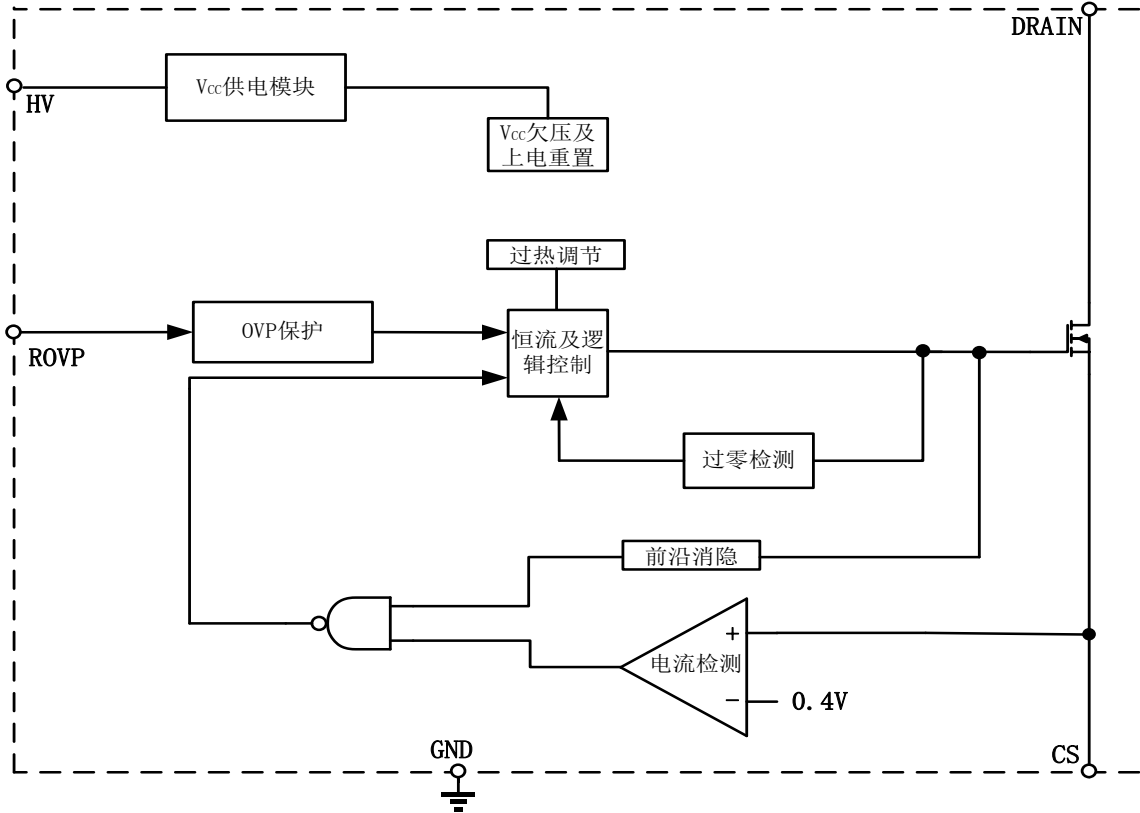 DRAIN
HV
Vcc供电模块
Vcc欠压及
上电重置
过热调节
ROVP
OVP保护
恒流及逻
辑控制
过零检测
前沿消隐
+
电流检测
−
0.4V
GND
CS